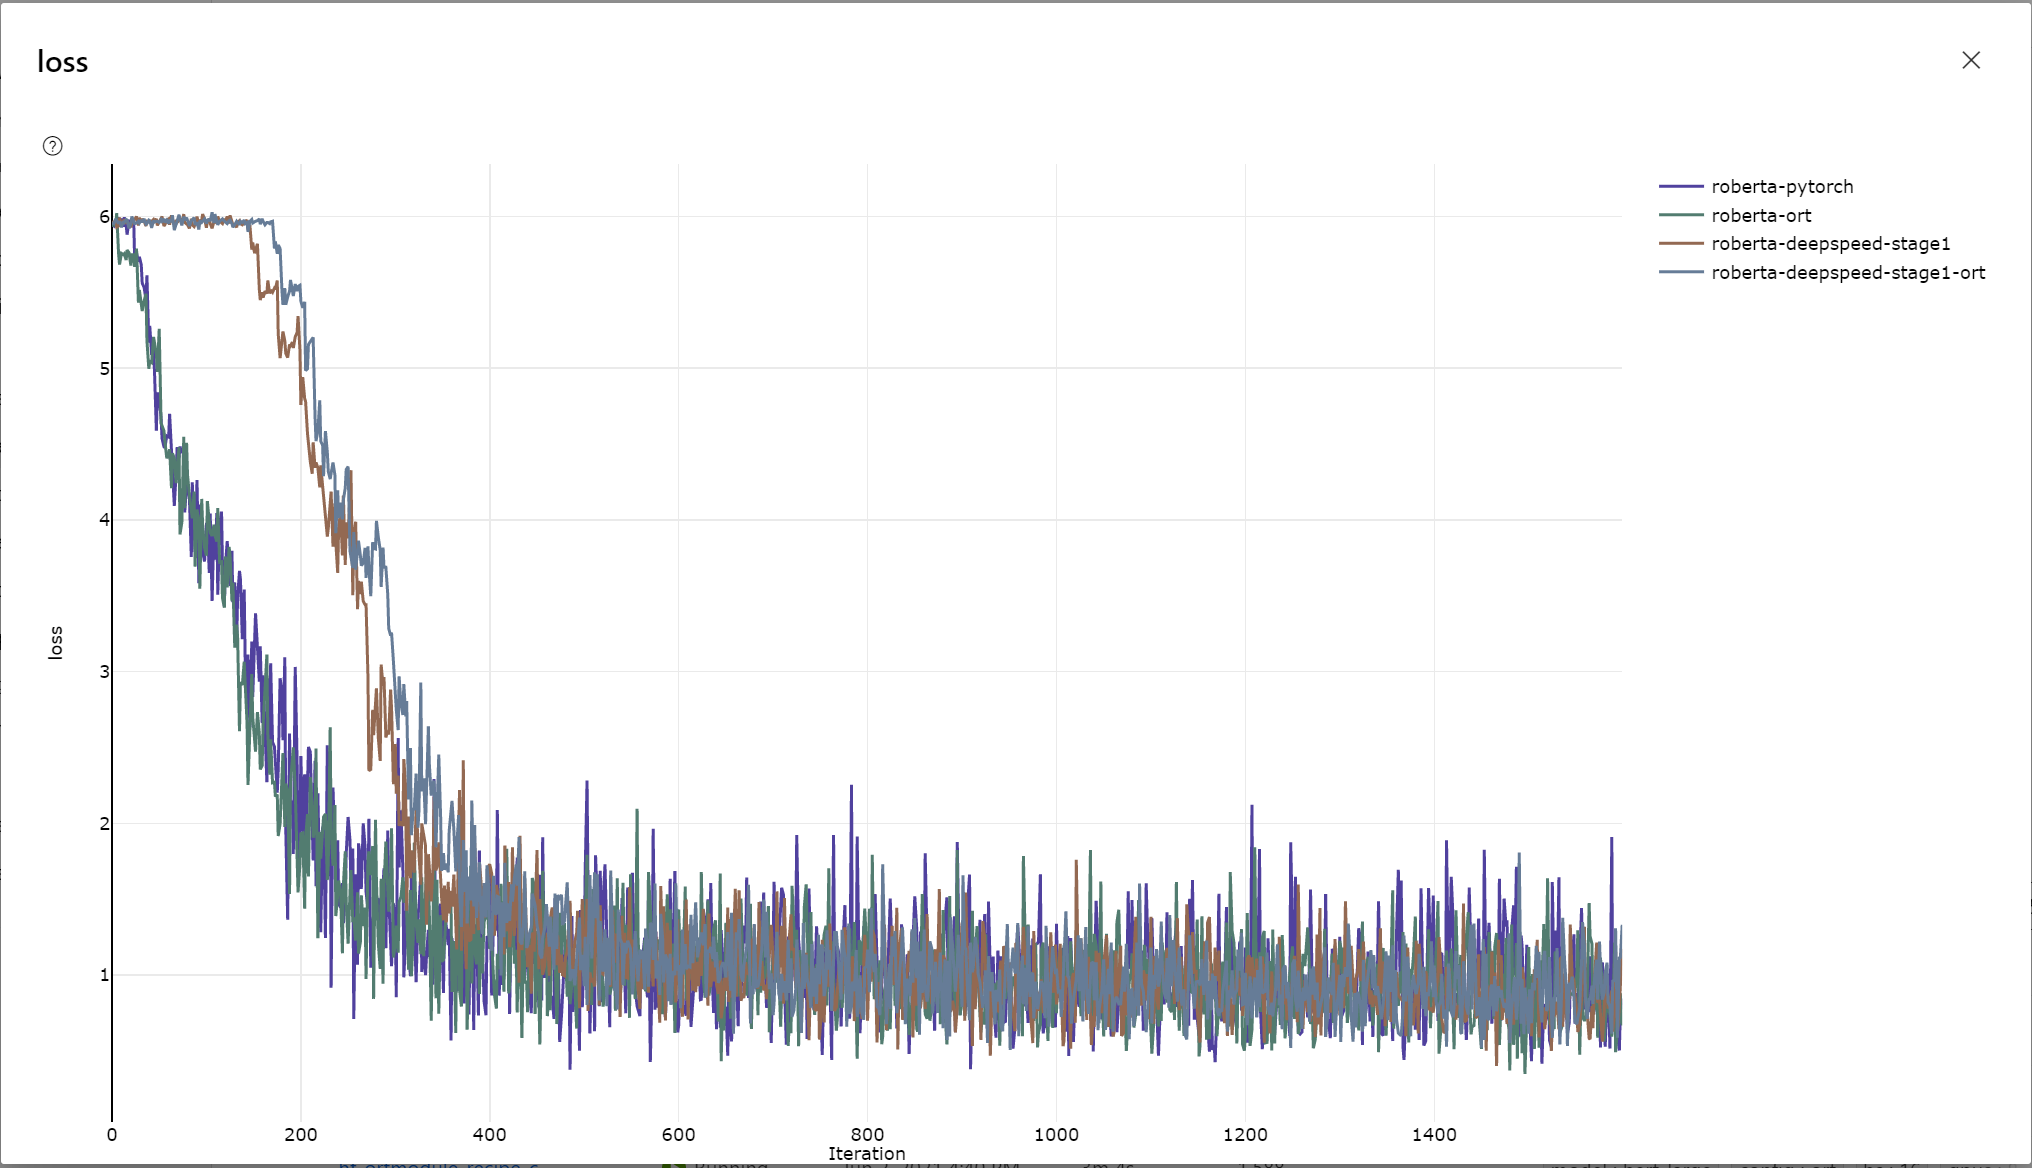 loss
?
roberta-pytorch
roberta-ort
roberta-deepspeed-stage1
roberta-deepspeed-stage1-ort
6
5
4
3
2
1
loss
0 200 400 600 800 1000 1200 1400
Iteration